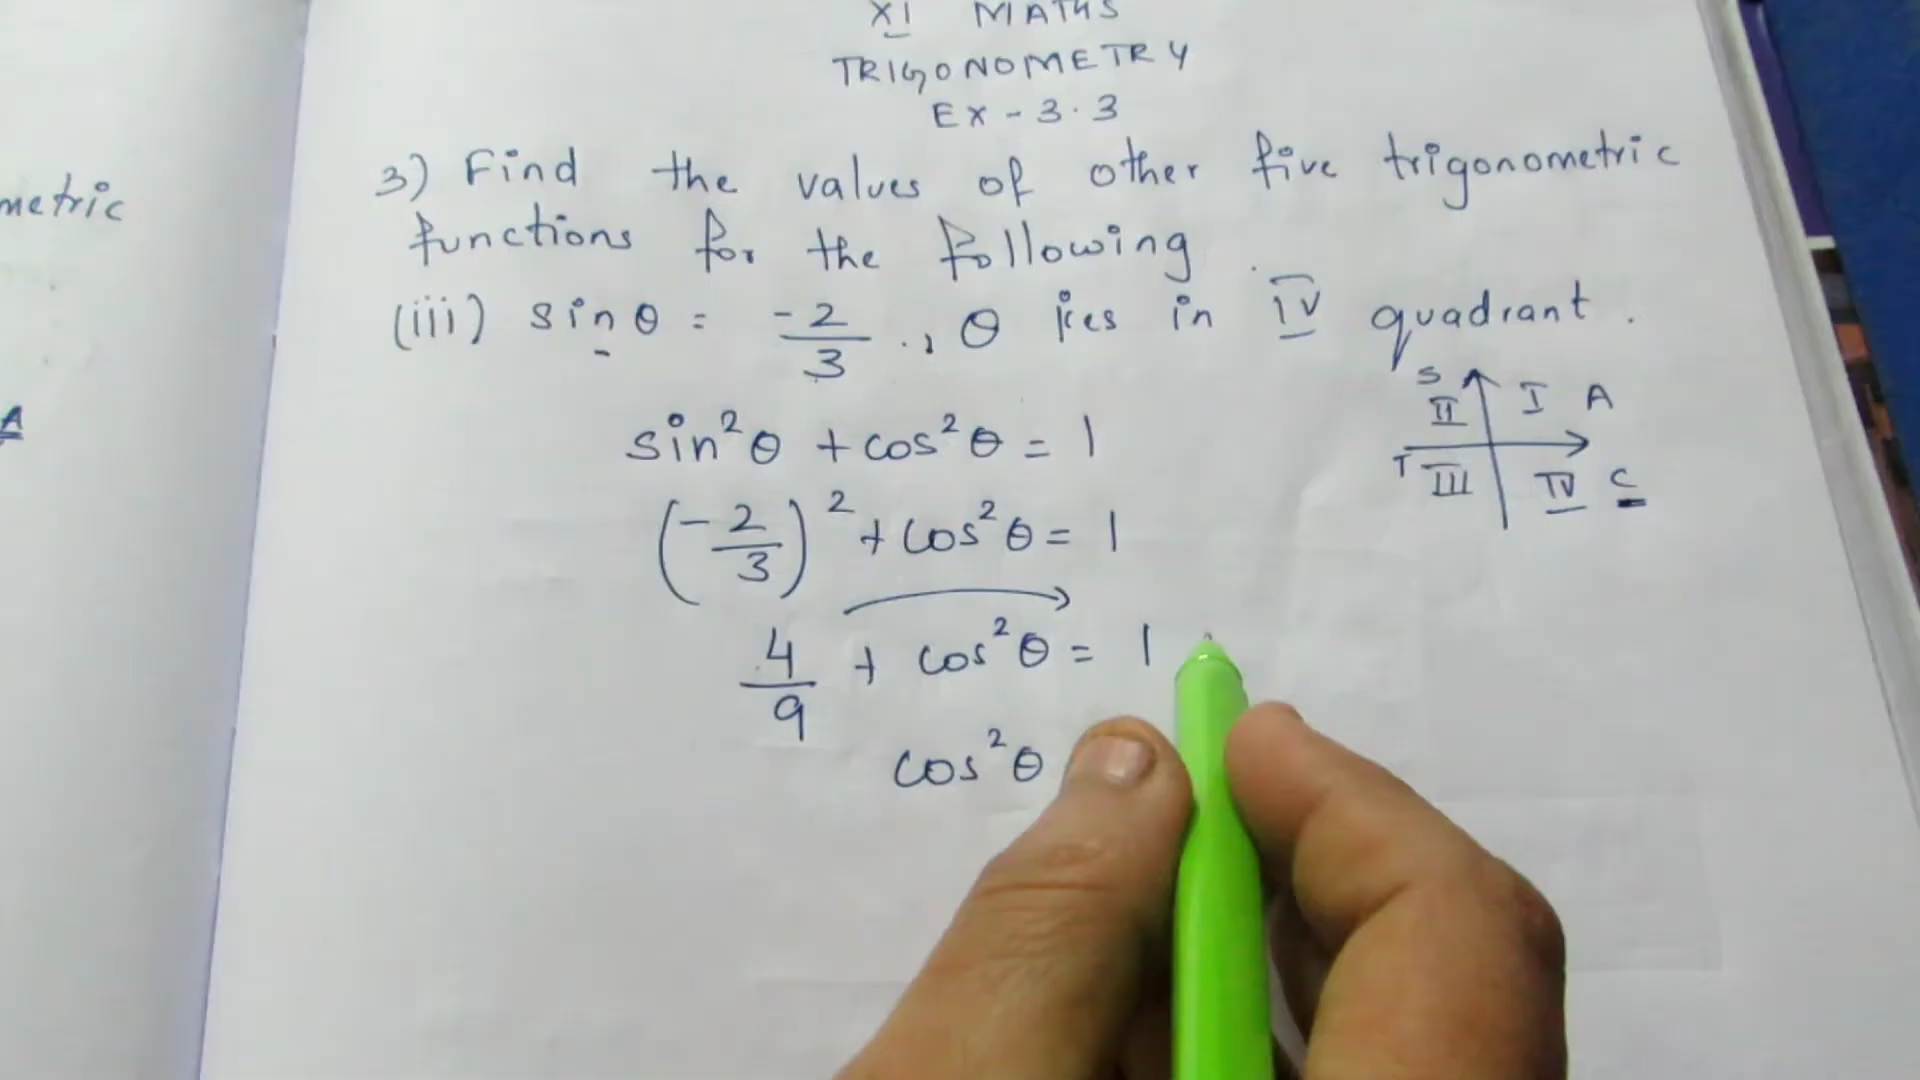 metric
A
XI MATHS
TRIGONOMETRY
EX - 3.3
3) Find the values of other five trigonometric
functions for the following
(iii) sin θ = -2/3 ., θ lies in IV quadrant.
S II I A
T III IV C
sin²θ + cos²θ = 1
(-2/3)² + cos²θ = 1
4/9 + cos²θ = 1
cos²θ